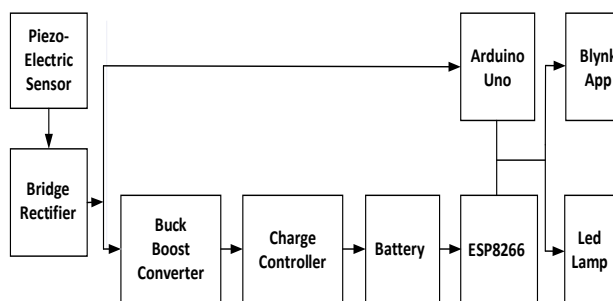 Piezo-
Electric
Sensor
Arduino
Uno
Blynk
App
Bridge
Rectifier
Buck
Boost
Converter
Charge
Controller
Battery
ESP8266
Led
Lamp